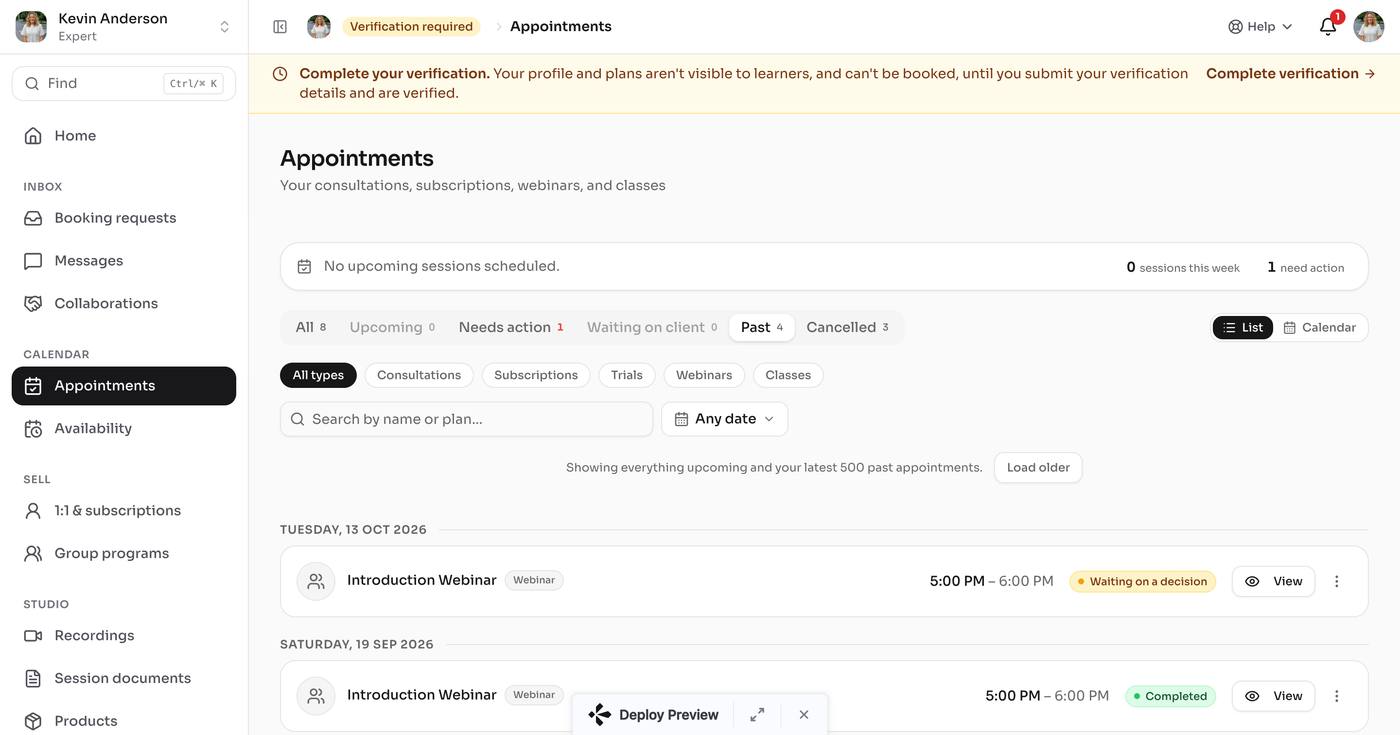 Kevin Anderson
Expert
Verification required
Appointments
Help
1
Find
Ctrl/⌘ K
Complete your verification. Your profile and plans aren't visible to learners, and can't be booked, until you submit your verification
details and are verified.
Complete verification →
Home
INBOX
Booking requests
Messages
Collaborations
CALENDAR
Appointments
Availability
SELL
1:1 & subscriptions
Group programs
STUDIO
Recordings
Session documents
Products
Appointments
Your consultations, subscriptions, webinars, and classes
No upcoming sessions scheduled.
0 sessions this week
1 need action
All 8
Upcoming 0
Needs action 1
Waiting on client 0
Past 4
Cancelled 3
List
Calendar
All types
Consultations
Subscriptions
Trials
Webinars
Classes
Search by name or plan...
Any date
Showing everything upcoming and your latest 500 past appointments.
Load older
TUESDAY, 13 OCT 2026
Introduction Webinar
Webinar
5:00 PM – 6:00 PM
Waiting on a decision
View
SATURDAY, 19 SEP 2026
Introduction Webinar
Webinar
5:00 PM – 6:00 PM
Completed
View
Deploy Preview